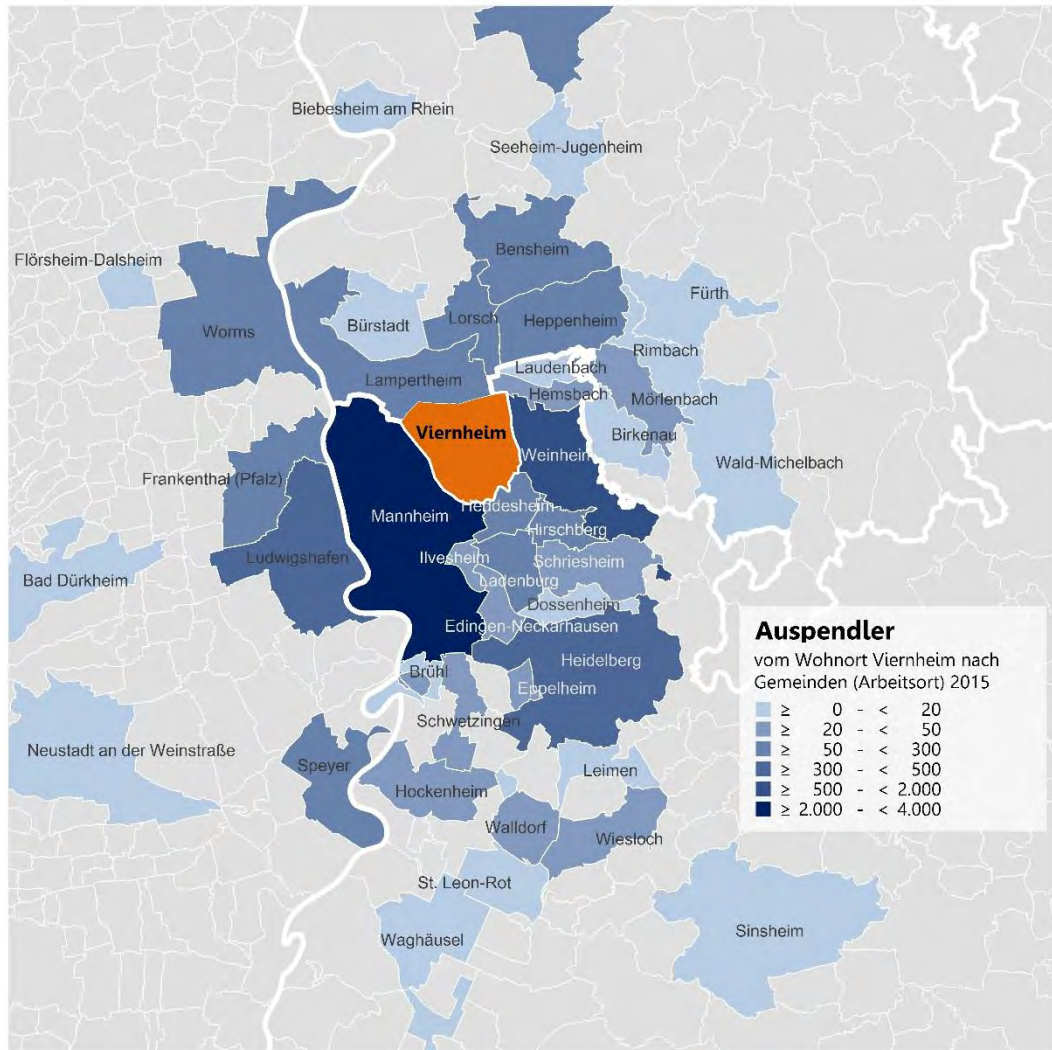 Biebesheim am Rhein
Seeheim-Jugenheim
Bensheim
Flörsheim-Dalsheim
Fürth
Worms
Bürstadt
Lorsch
Heppenheim
Rimbach
Laudenbach
Lampertheim
Hemsbach
Mörlenbach
Viernheim
Birkenau
Weinheim
Wald-Michelbach
Frankenthal (Pfalz)
Heddesheim
Mannheim
Hirschberg
Ludwigshafen
Ilvesheim
Schriesheim
Bad Dürkheim
Ladenburg
Dossenheim
Edingen-Neckarhausen
Heidelberg
Brühl
Eppelheim
Schwetzingen
Neustadt an der Weinstraße
Speyer
Leimen
Hockenheim
Walldorf
Wiesloch
St. Leon-Rot
Sinsheim
Waghäusel
Auspendler
vom Wohnort Viernheim nach
Gemeinden (Arbeitsort) 2015
≥ 0 - < 20
≥ 20 - < 50
≥ 50 - < 300
≥ 300 - < 500
≥ 500 - < 2.000
≥ 2.000 - < 4.000